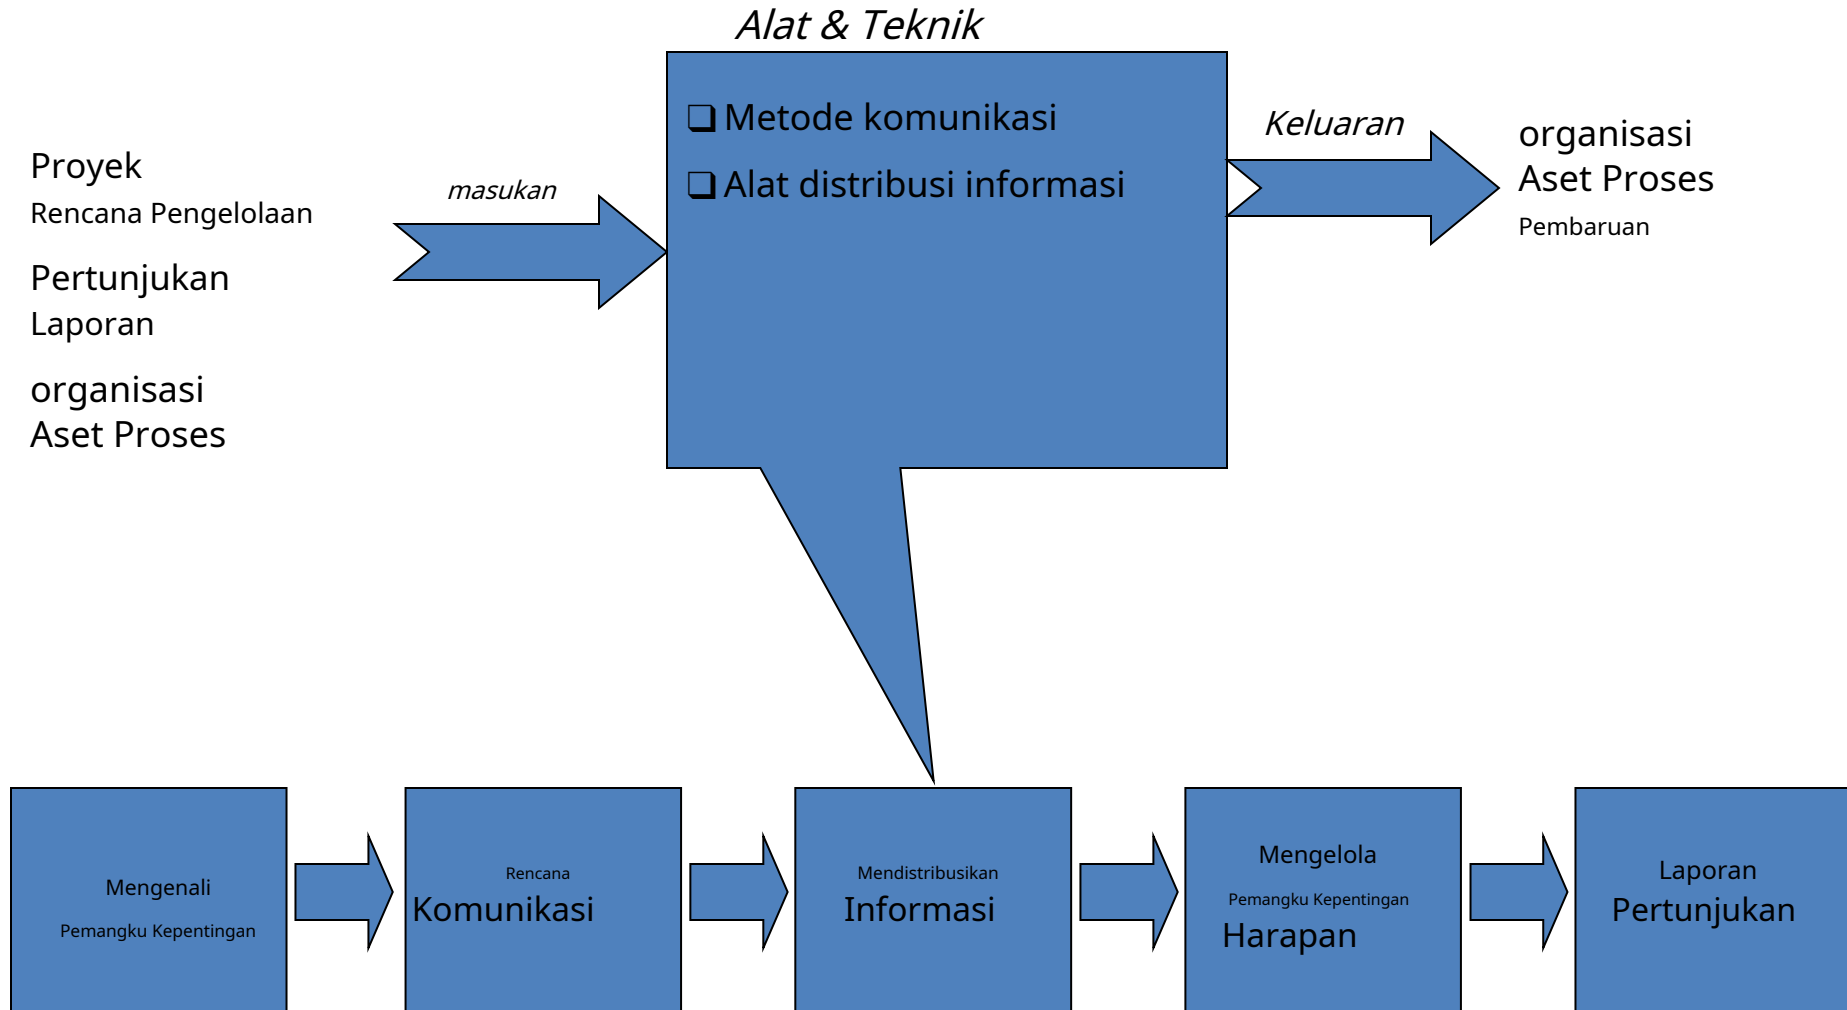 Alat & Teknik
❑ Metode komunikasi
❑ Alat distribusi informasi
Proyek
Rencana Pengelolaan
Pertunjukan
Laporan
organisasi
Aset Proses
masukan
Keluaran
organisasi
Aset Proses
Pembaruan
Mengenali
Pemangku Kepentingan
Rencana
Komunikasi
Mendistribusikan
Informasi
Mengelola
Pemangku Kepentingan
Harapan
Laporan
Pertunjukan